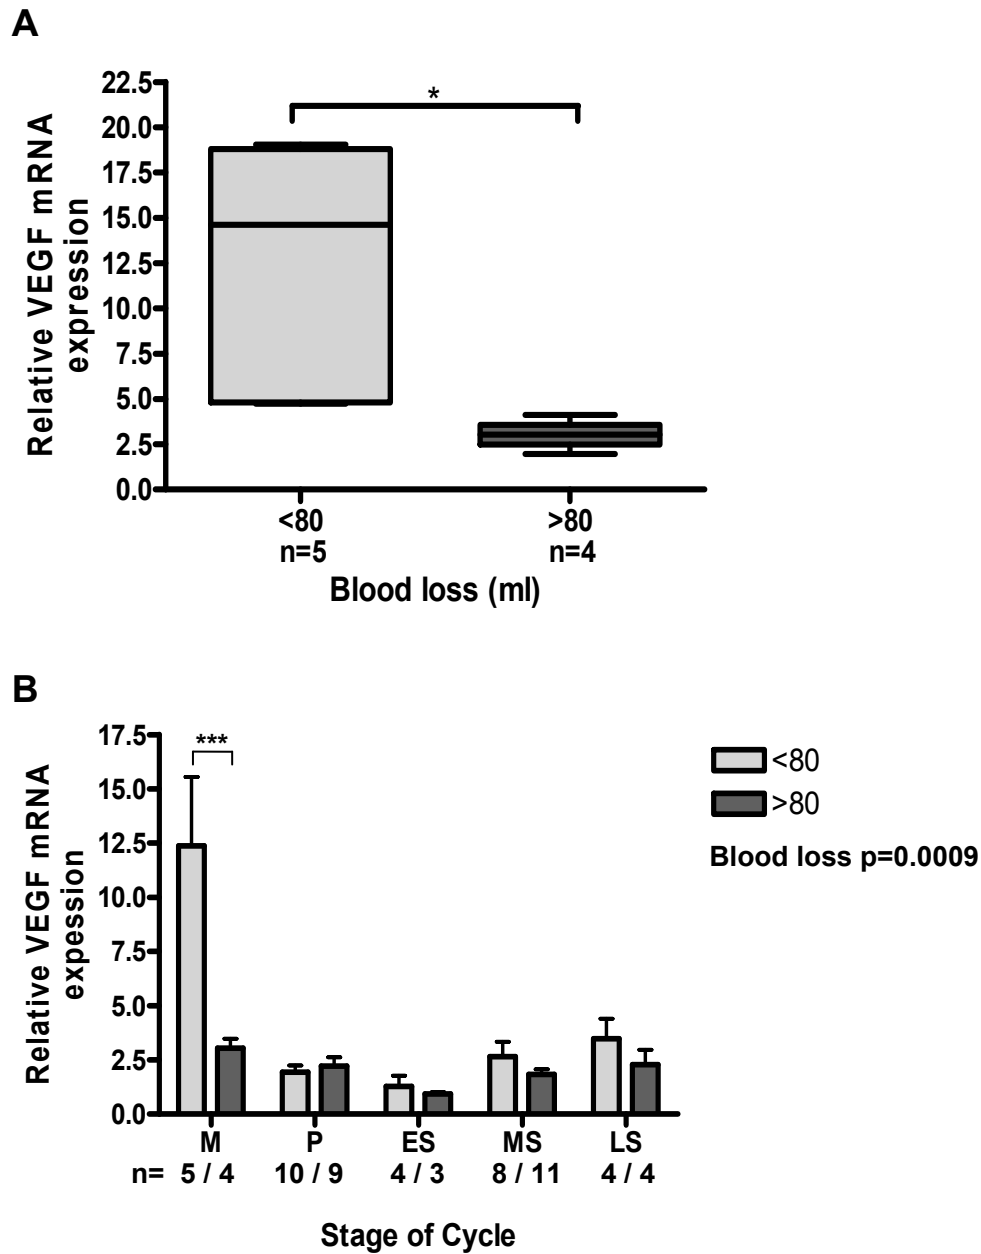 A
22.5
20.0
17.5
15.0
12.5
10.0
7.5
5.0
2.5
0.0
Relative VEGF mRNA
expression
*
<80
>80
n=5
n=4
Blood loss (ml)
B
17.5
15.0
12.5
10.0
7.5
5.0
2.5
0.0
Relative VEGF mRNA
expession
***
<80
>80
Blood loss p=0.0009
M P ES MS LS
n= 5 / 4 10 / 9 4 / 3 8 / 11 4 / 4
Stage of Cycle